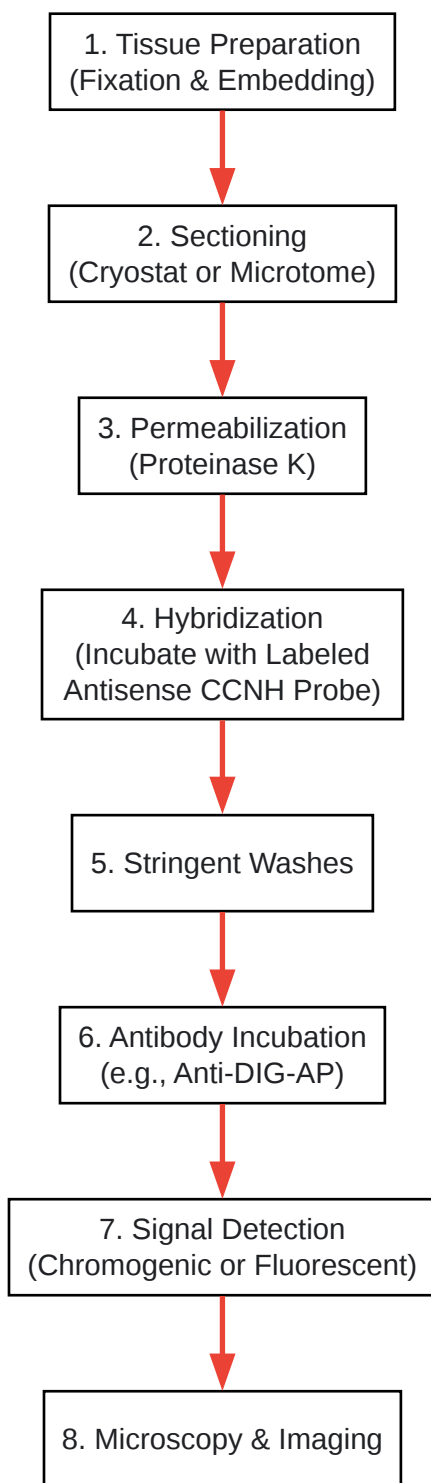 1. Tissue Preparation
(Fixation & Embedding)
2. Sectioning
(Cryostat or Microtome)
3. Permeabilization
(Proteinase K)
4. Hybridization
(Incubate with Labeled
Antisense CCNH Probe)
5. Stringent Washes
6. Antibody Incubation
(e.g., Anti-DIG-AP)
7. Signal Detection
(Chromogenic or Fluorescent)
8. Microscopy & Imaging